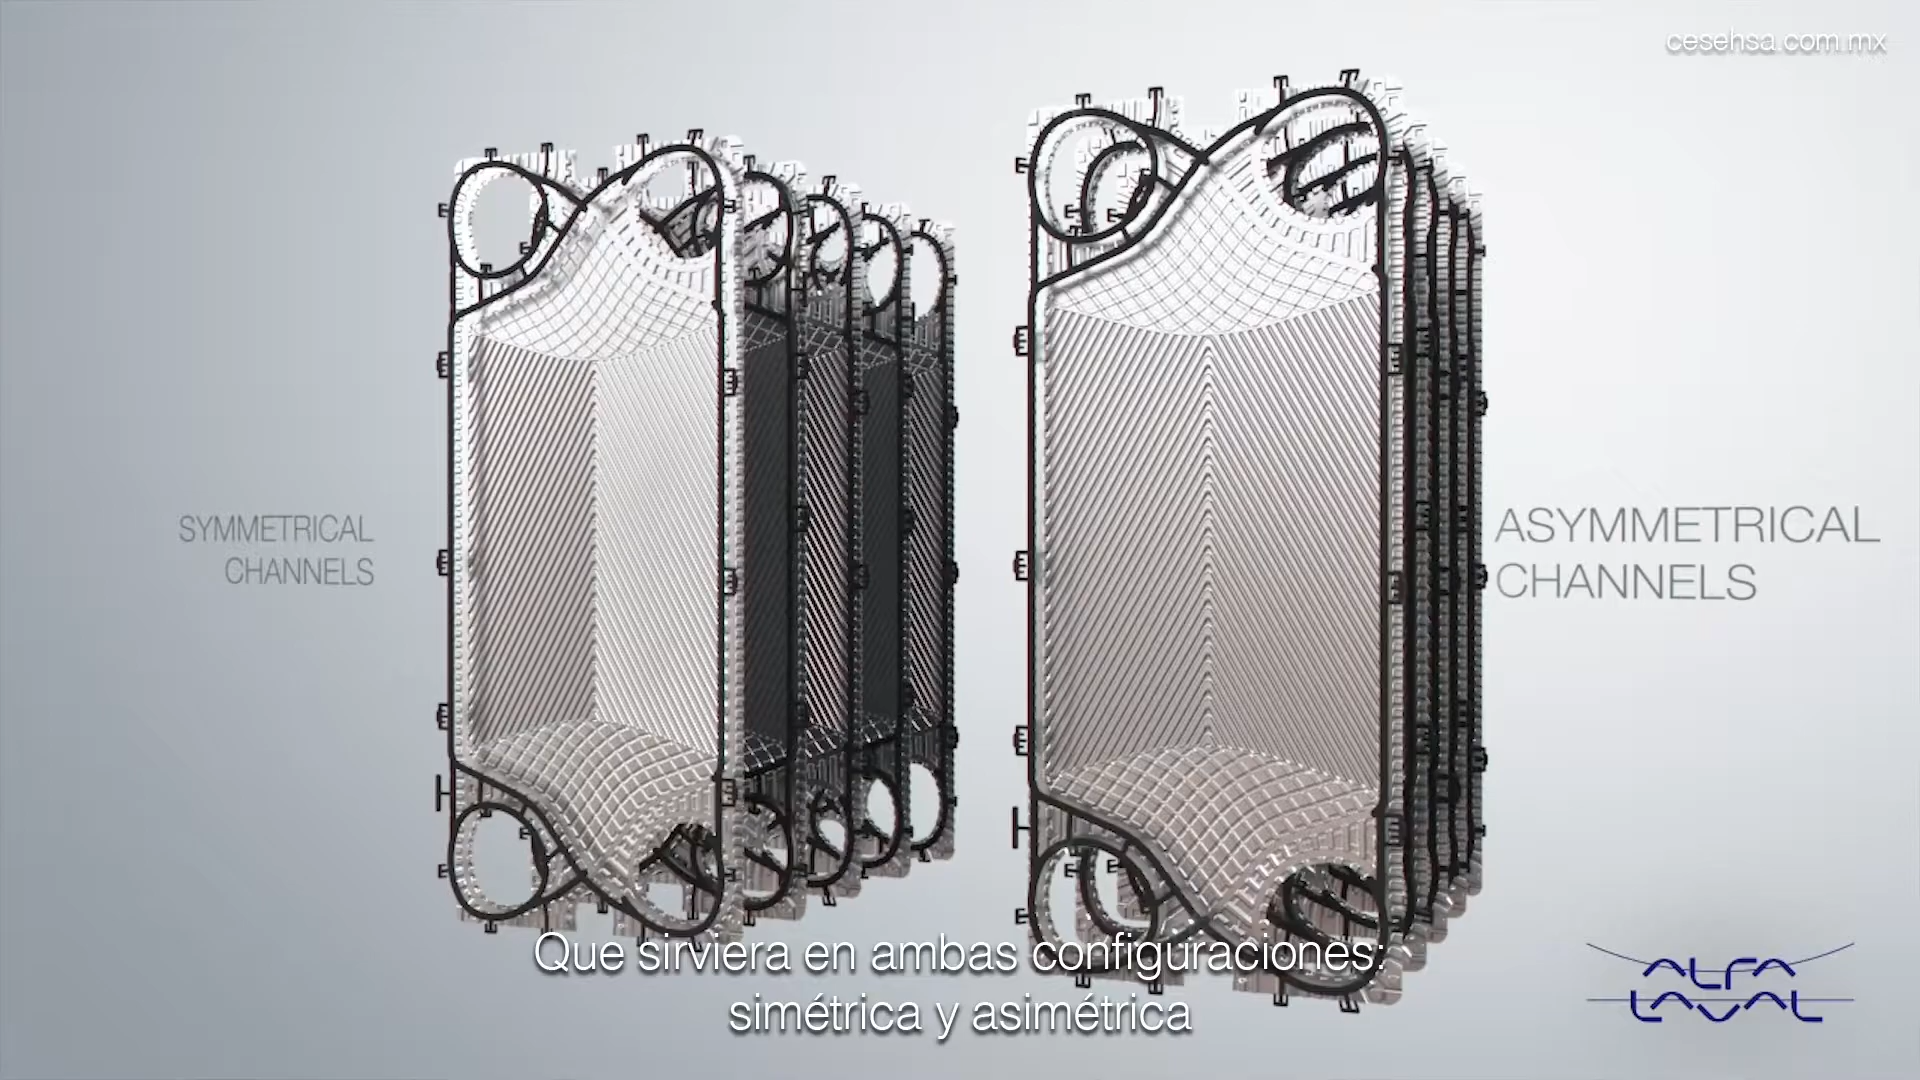 cesehsa.com.mx
SYMMETRICAL
CHANNELS
ASYMMETRICAL
CHANNELS
Que sirviera en ambas configuraciones:
simétrica y asimétrica
ALFA
LAVAL